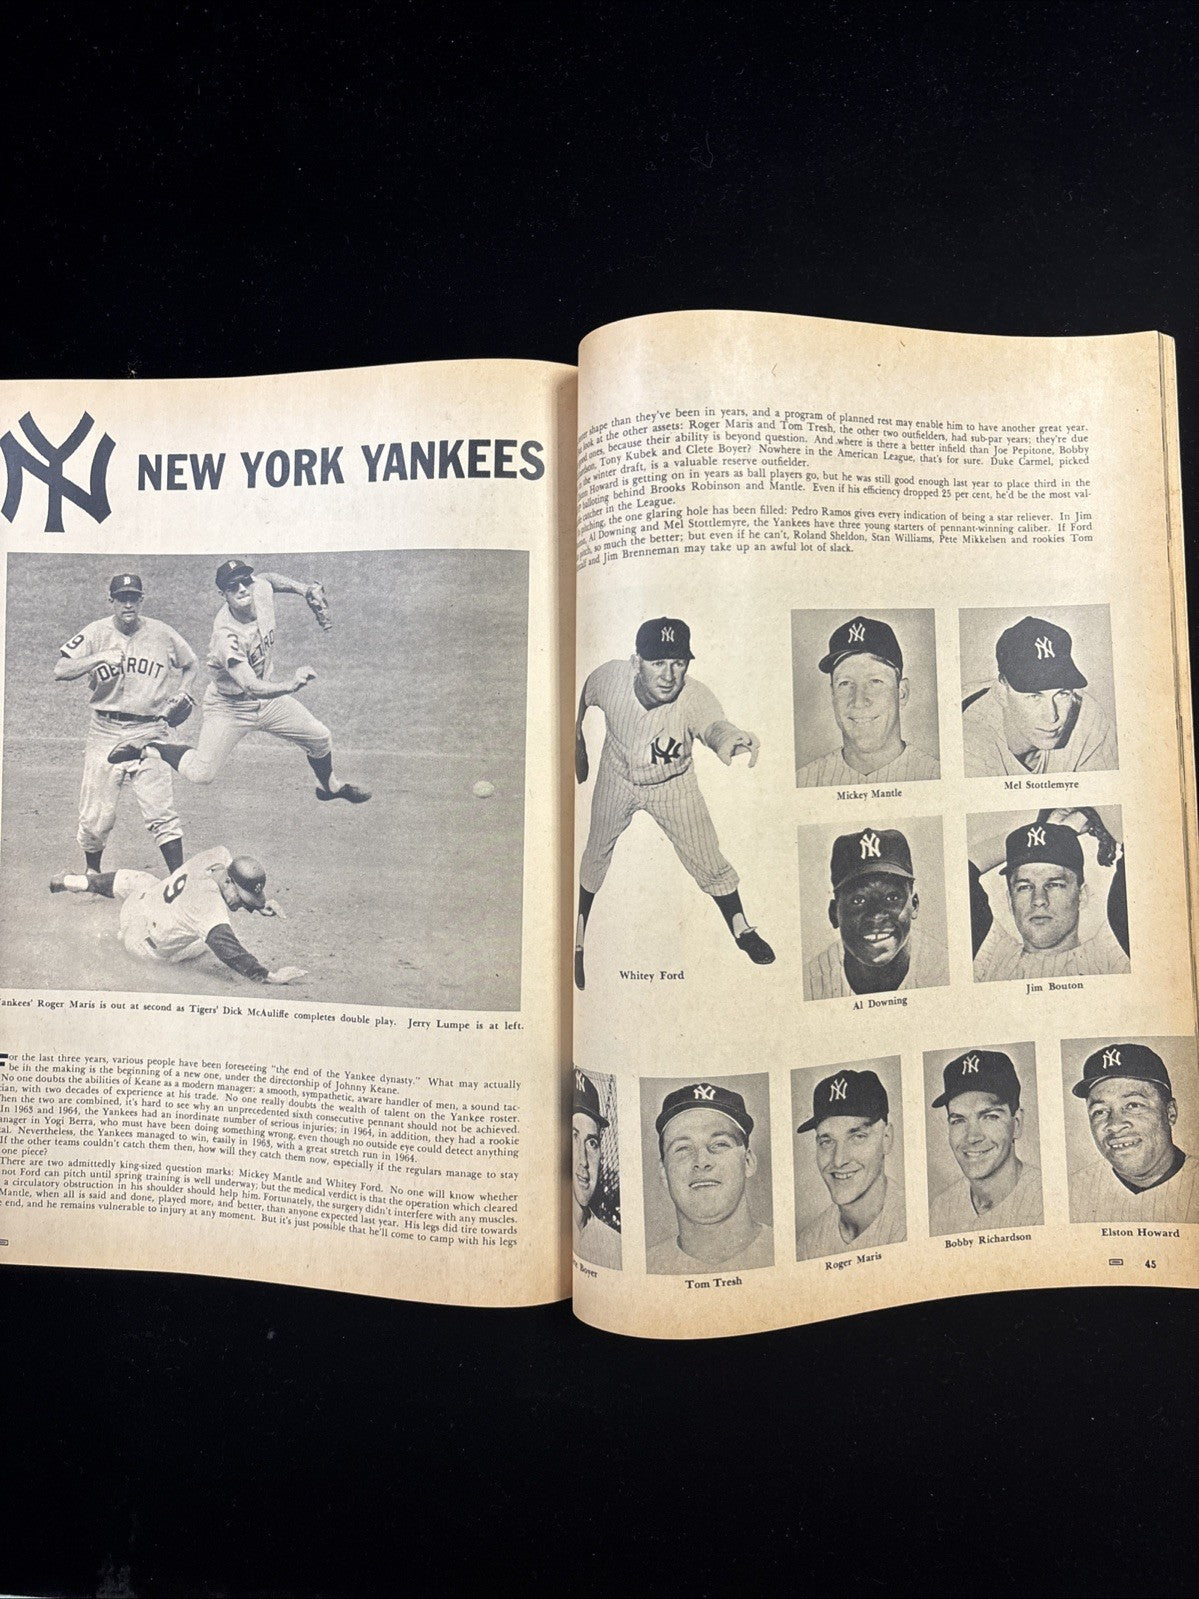 NY
NEW YORK YANKEES
9
DETROIT
3
DETRO
9
ankees' Roger Maris is out at second as Tigers' Dick McAuliffe completes double play. Jerry Lumpe is at left.
For the last three years, various people have been foreseeing "the end of the Yankee dynasty." What may actually
be in the making is the beginning of a new one, under the directorship of Johnny Keane.
No one doubts the abilities of Keane as a modern manager: a smooth, sympathetic, aware handler of men, a sound tac-
cian, with two decades of experience at his trade. No one really doubts the wealth of talent on the Yankee roster.
hen the two are combined, it's hard to see why an unprecedented sixth consecutive pennant should not be achieved.
In 1963 and 1964, the Yankees had an inordinate number of serious injuries; in 1964, in addition, they had a rookie
anager in Yogi Berra, who must have been doing something wrong, even though no outside eye could detect anything
tal. Nevertheless, the Yankees managed to win, easily in 1963, with a great stretch run in 1964.
If the other teams couldn't catch them then, how will they catch them now, especially if the regulars manage to stay
one piece?
There are two admittedly king-sized question marks: Mickey Mantle and Whitey Ford. No one will know whether
not Ford can pitch until spring training is well underway; but the medical verdict is that the operation which cleared
a circulatory obstruction in his shoulder should help him. Fortunately, the surgery didn't interfere with any muscles.
Mantle, when all is said and done, played more, and better, than anyone expected last year. His legs did tire towards
end, and he remains vulnerable to injury at any moment. But it's just possible that he'll come to camp with his legs
shape than they've been in years, and a program of planned rest may enable him to have another great year.
look at the other assets: Roger Maris and Tom Tresh, the other two outfielders, had sub-par years; they're due
ones, because their ability is beyond question. And where is there a better infield than Joe Pepitone, Bobby
Tony Kubek and Clete Boyer? Nowhere in the American League, that's for sure. Duke Carmel, picked
the winter draft, is a valuable reserve outfielder.
Howard is getting on in years as ball players go, but he was still good enough last year to place third in the
balloting behind Brooks Robinson and Mantle. Even if his efficiency dropped 25 per cent, he'd be the most val-
catcher in the League.
pitching, the one glaring hole has been filled: Pedro Ramos gives every indication of being a star reliever. In Jim
Al Downing and Mel Stottlemyre, the Yankees have three young starters of pennant-winning caliber. If Ford
pitch, so much the better; but even if he can't, Roland Sheldon, Stan Williams, Pete Mikkelsen and rookies Tom
and Jim Brenneman may take up an awful lot of slack.
Whitey Ford
Mickey Mantle
Mel Stottlemyre
Al Downing
Jim Bouton
Boyer
Tom Tresh
Roger Maris
Bobby Richardson
Elston Howard
45